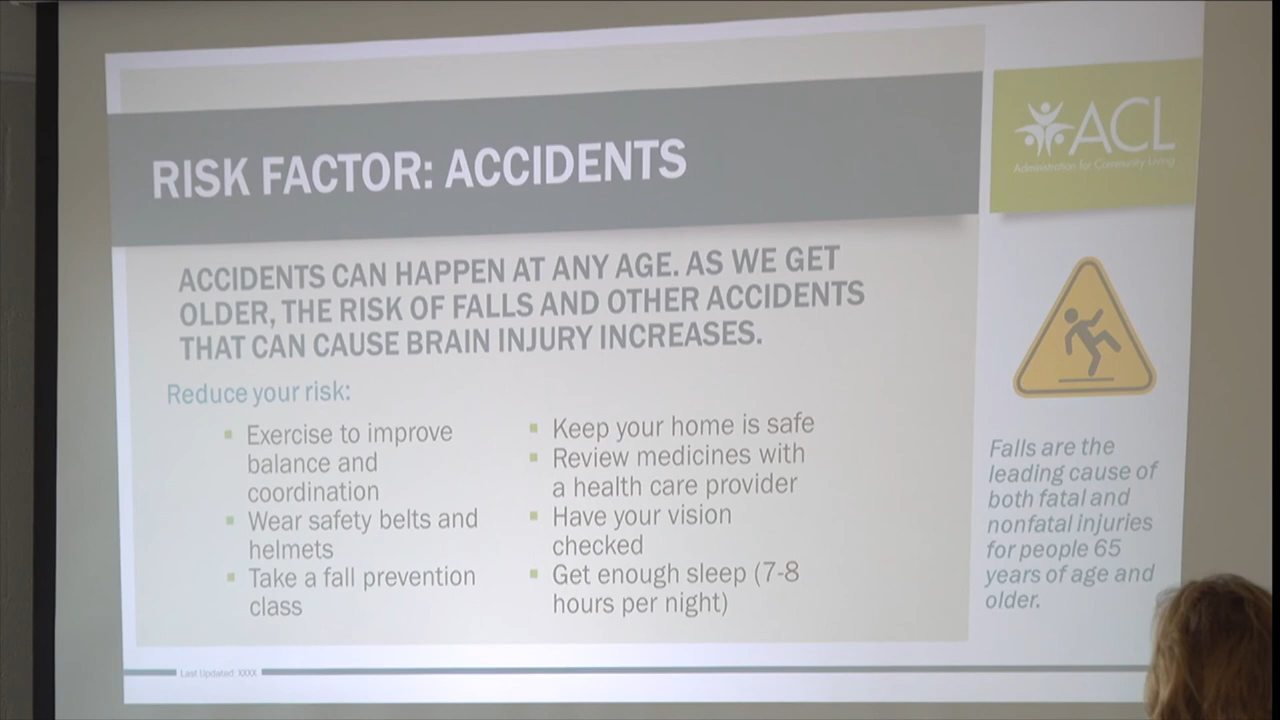 RISK FACTOR: ACCIDENTS
ACL
Administration for Community Living
ACCIDENTS CAN HAPPEN AT ANY AGE. AS WE GET
OLDER, THE RISK OF FALLS AND OTHER ACCIDENTS
THAT CAN CAUSE BRAIN INJURY INCREASES.
Reduce your risk:
Exercise to improve
balance and
coordination
Wear safety belts and
helmets
Take a fall prevention
class
Keep your home is safe
Review medicines with
a health care provider
Have your vision
checked
Get enough sleep (7-8
hours per night)
Falls are the
leading cause of
both fatal and
nonfatal injuries
for people 65
years of age and
older.
Last Updated: XXXX